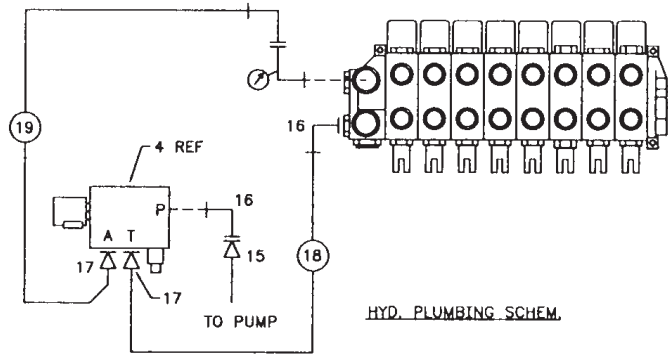 16
19
4 REF
P
16
A T
17
15
18
17
TO PUMP
HYD. PLUMBING SCHEM.